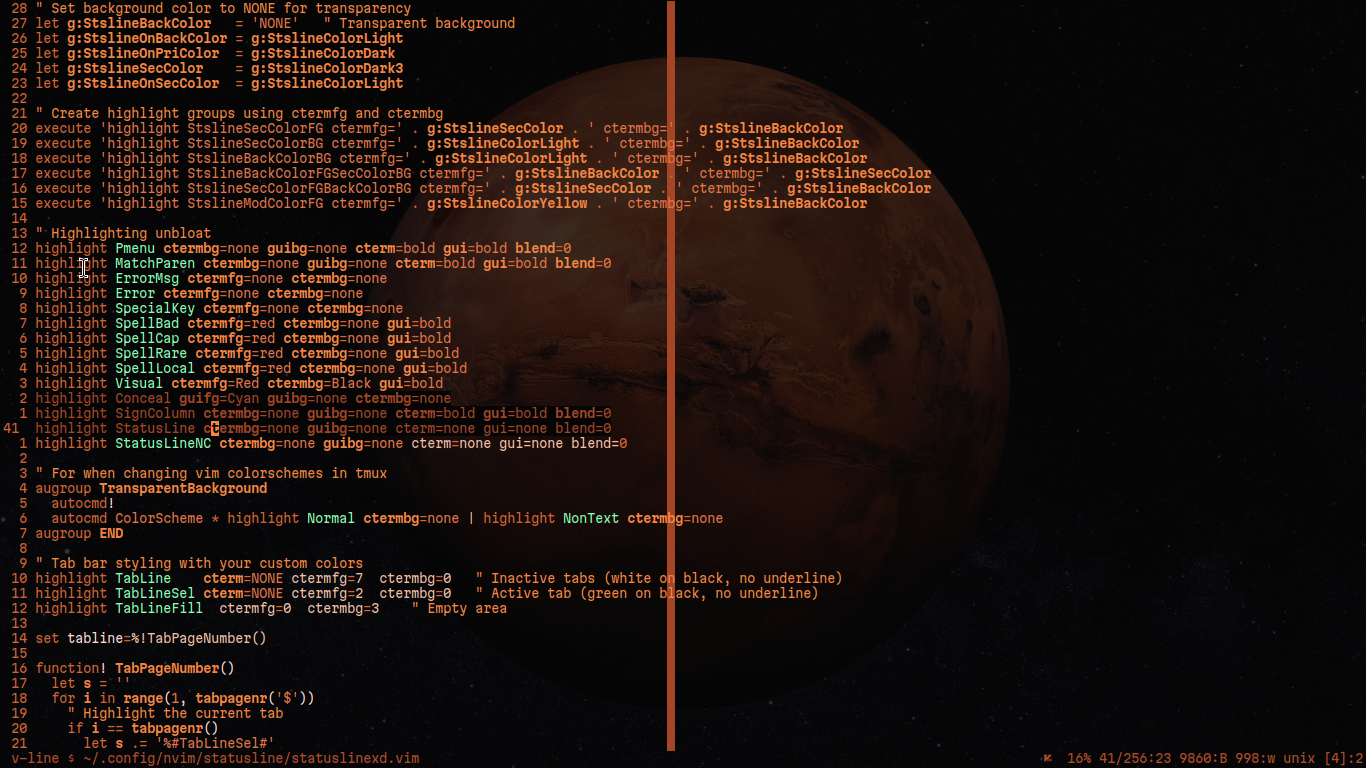 28 " Set background color to NONE for transparency
27 let g:StslineBackColor   = 'NONE'   " Transparent background
26 let g:StslineOnBackColor = g:StslineColorLight
25 let g:StslineOnPriColor  = g:StslineColorDark
24 let g:StslineSecColor    = g:StslineColorDark3
23 let g:StslineOnSecColor  = g:StslineColorLight
22
21 " Create highlight groups using ctermfg and ctermbg
20 execute 'highlight StslineSecColorFG ctermfg=' . g:StslineSecColor . ' ctermbg=' . g:StslineBackColor
19 execute 'highlight StslineSecColorBG ctermfg=' . g:StslineColorLight . ' ctermbg=' . g:StslineBackColor
18 execute 'highlight StslineBackColorBG ctermfg=' . g:StslineColorLight . ' ctermbg=' . g:StslineBackColor
17 execute 'highlight StslineBackColorFGSecColorBG ctermfg=' . g:StslineBackColor . ' ctermbg=' . g:StslineSecColor
16 execute 'highlight StslineSecColorFGBackColorBG ctermfg=' . g:StslineSecColor . ' ctermbg=' . g:StslineBackColor
15 execute 'highlight StslineModColorFG ctermfg=' . g:StslineColorYellow . ' ctermbg=' . g:StslineBackColor
14
13 " Highlighting unbloat
12 highlight Pmenu ctermbg=none guibg=none cterm=bold gui=bold blend=0
11 highlight MatchParen ctermbg=none guibg=none cterm=bold gui=bold blend=0
10 highlight ErrorMsg ctermfg=none ctermbg=none
9 highlight Error ctermfg=none ctermbg=none
8 highlight SpecialKey ctermfg=none ctermbg=none
7 highlight SpellBad ctermfg=red ctermbg=none gui=bold
6 highlight SpellCap ctermfg=red ctermbg=none gui=bold
5 highlight SpellRare ctermfg=red ctermbg=none gui=bold
4 highlight SpellLocal ctermfg=red ctermbg=none gui=bold
3 highlight Visual ctermfg=Red ctermbg=Black gui=bold
2 highlight Conceal guifg=Cyan guibg=none ctermbg=none
1 highlight SignColumn ctermbg=none guibg=none cterm=bold gui=bold blend=0
41 highlight StatusLine ctermbg=none guibg=none cterm=none gui=none blend=0
1 highlight StatusLineNC ctermbg=none guibg=none cterm=none gui=none blend=0
2
3 " For when changing vim colorschemes in tmux
4 augroup TransparentBackground
5   autocmd!
6   autocmd ColorScheme * highlight Normal ctermbg=none | highlight NonText ctermbg=none
7 augroup END
8
9 " Tab bar styling with your custom colors
10 highlight TabLine    cterm=NONE ctermfg=7  ctermbg=0   " Inactive tabs (white on black, no underline)
11 highlight TabLineSel cterm=NONE ctermfg=2  ctermbg=0   " Active tab (green on black, no underline)
12 highlight TabLineFill  ctermfg=0  ctermbg=3    " Empty area
13
14 set tabline=%!TabPageNumber()
15
16 function! TabPageNumber()
17   let s = ''
18   for i in range(1, tabpagenr('$'))
19     " Highlight the current tab
20     if i == tabpagenr()
21       let s .= '%#TabLineSel#'
v-line $ ~/.config/nvim/statusline/statuslinexd.vim 16% 41/256:23 9860:B 998:w unix [4]:2